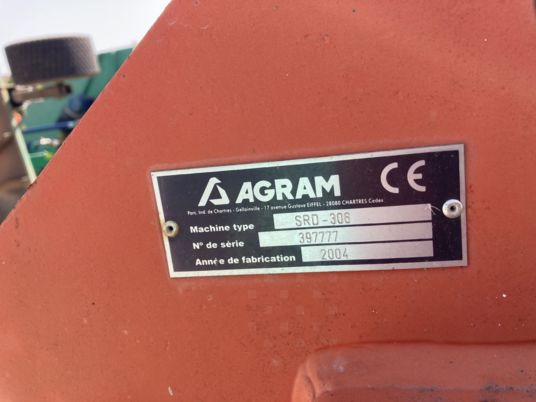 AGRAM CE
Parc. Ind. de Chartres - Gellainville - 17 avenue Gustave EIFFEL - 28080 CHARTRES Cedex
Machine type SRD-306
N° de série 397777
Année de fabrication 2004